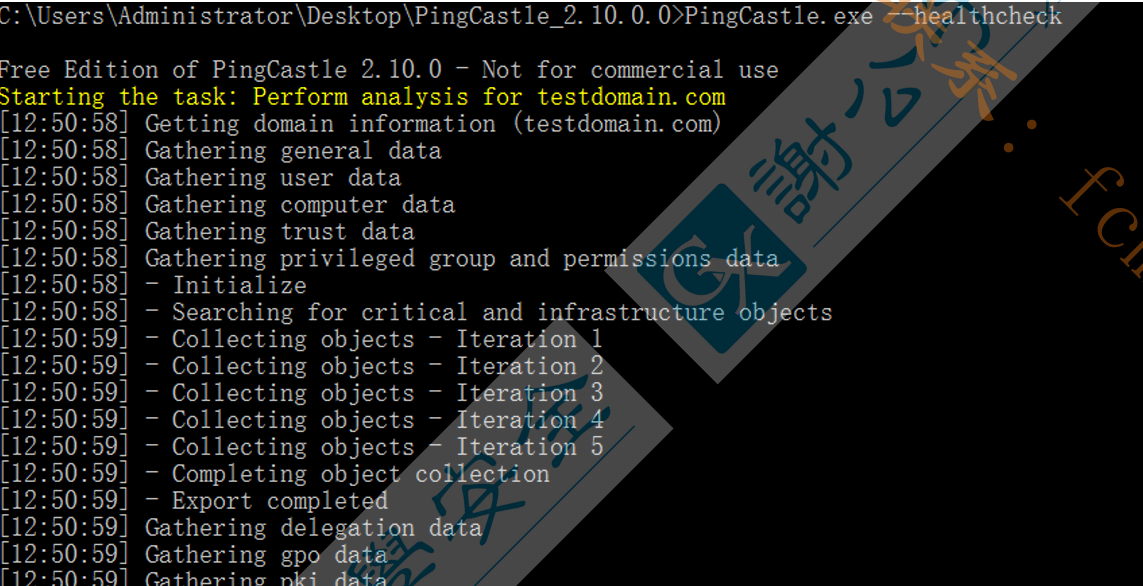 C:\Users\Administrator\Desktop\PingCastle_2.10.0.0>PingCastle.exe --healthcheck
Free Edition of PingCastle 2.10.0 - Not for commercial use
Starting the task: Perform analysis for testdomain.com
[12:50:58] Getting domain information (testdomain.com)
[12:50:58] Gathering general data
[12:50:58] Gathering user data
[12:50:58] Gathering computer data
[12:50:58] Gathering trust data
[12:50:58] Gathering privileged group and permissions data
[12:50:58] - Initialize
[12:50:58] - Searching for critical and infrastructure objects
[12:50:59] - Collecting objects - Iteration 1
[12:50:59] - Collecting objects - Iteration 2
[12:50:59] - Collecting objects - Iteration 3
[12:50:59] - Collecting objects - Iteration 4
[12:50:59] - Collecting objects - Iteration 5
[12:50:59] - Completing object collection
[12:50:59] - Export completed
[12:50:59] Gathering delegation data
[12:50:59] Gathering gpo data
[12:50:59] Gathering pki data
謝公
GX
學安全